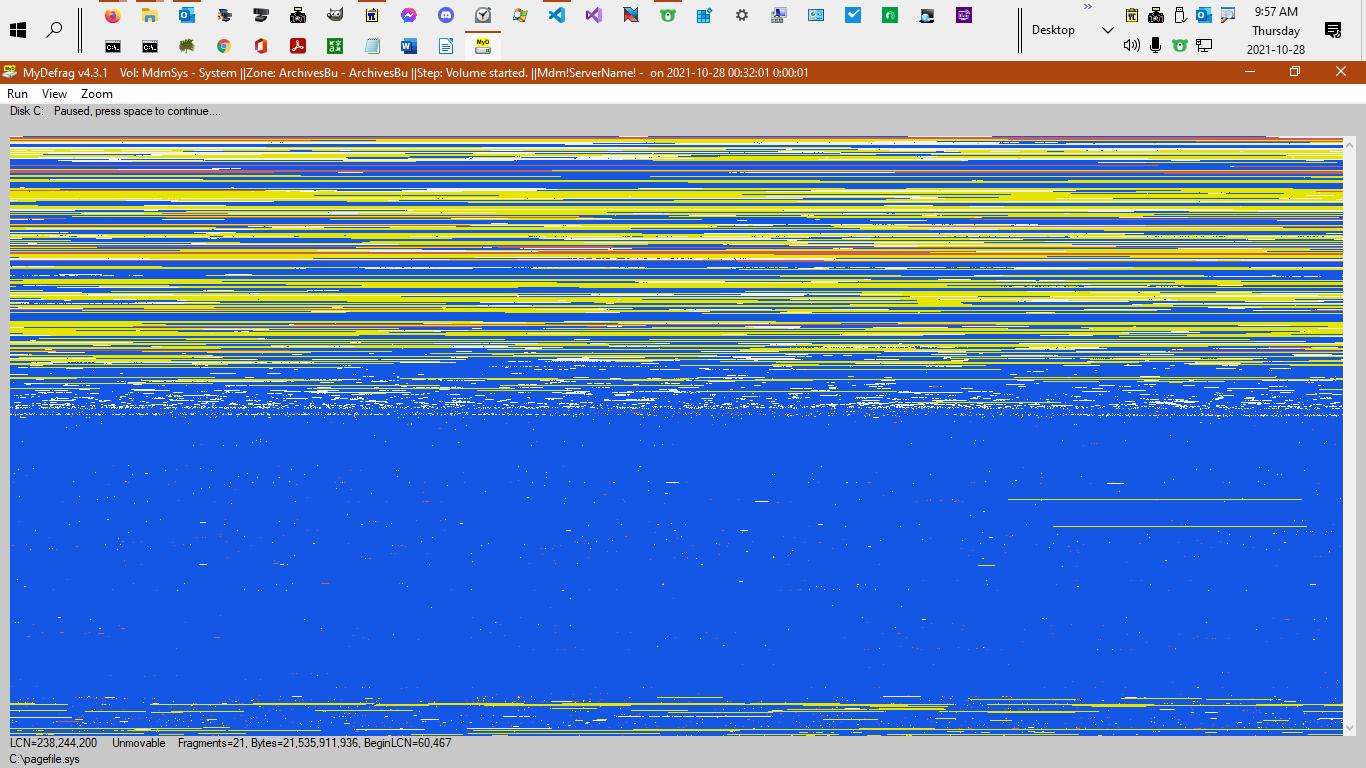 9:57 AM
Desktop
Thursday
2021-10-28
MyD
MyDefrag v4.3.1 Vol: MdmSys - System ||Zone: ArchivesBu - ArchivesBu ||Step: Volume started. ||Mdm!ServerName! - on 2021-10-28 00:32:01 0:00:01
Run View Zoom
Disk C: Paused, press space to continue....
LCN=238,244,200 Unmovable Fragments=21, Bytes=21,535,911,936, BeginLCN=60,467
C:\pagefile.sys